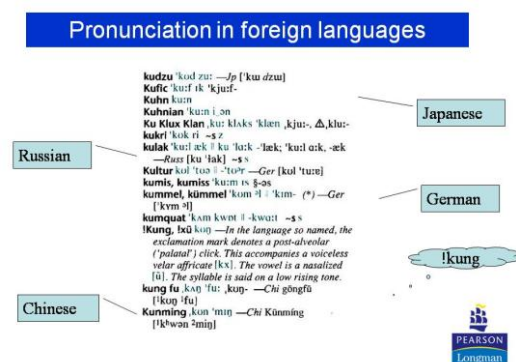 Pronunciation in foreign languages
kudzu ˈkʊd zuː —Jp [ˈkɯ dzɯ]
Kufic ˈkuːf ɪk ˈkjuːf-
Kuhn kuːn
Kuhnian ˈkuːn i‿ən
Ku Klux Klan ˌkuː klʌks ˈklæn ˌkjuː-, ⚠ˌkluː-
kukri ˈkʊk ri ~s z
kulak ˈkuːl æk ‖ ku ˈlɑːk -ˈlæk; ˈkuːl ɑːk, -æk
—Russ [ku ˈłak] ~s s
Kultur kʊl ˈtʊə ‖ -ˈtʊᵊr —Ger [kʊl ˈtuːɐ]
kumis, kumiss ˈkuːm ɪs §-əs
kummel, kümmel ˈkʊm ᵊl ‖ ˈkɪm- (*) —Ger
[ˈkʏm ᵊl]
kumquat ˈkʌm kwɒt ‖ -kwɑːt ~s s
!Kung, !xũ kʊŋ —In the language so named, the
exclamation mark denotes a post-alveolar
('palatal') click. This accompanies a voiceless
velar affricate [kx]. The vowel is a nasalized
[ũ]. The syllable is said on a low rising tone.
kung fu ˌkʌŋ ˈfuː ˌkʊŋ- —Chi gōngfū
[¹kʊŋ ¹fu]
Kunming ˌkʊn ˈmɪŋ —Chi Kūnmíng
[¹kʰwən ²miŋ]
Japanese
Russian
German
!kung
Chinese
PEARSON
Longman